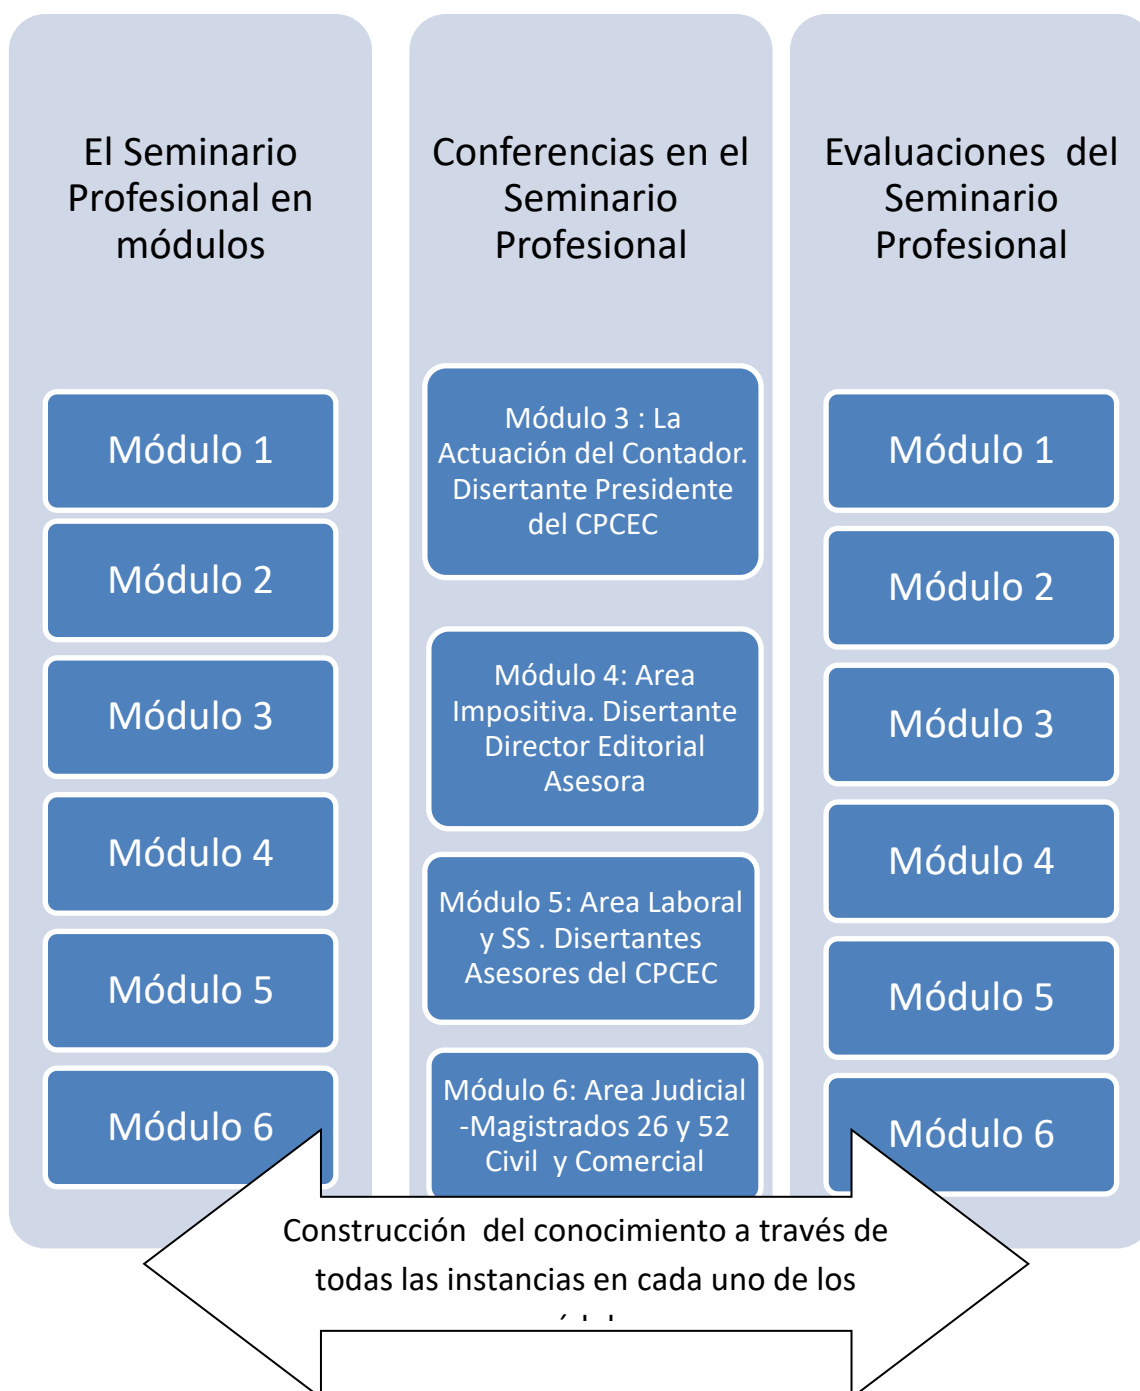 El Seminario
Profesional en
módulos
Módulo 1
Módulo 2
Módulo 3
Módulo 4
Módulo 5
Módulo 6
Conferencias en el
Seminario
Profesional
Módulo 3 : La
Actuación del Contador.
Disertante Presidente
del CPCEC
Módulo 4: Area
Impositiva. Disertante
Director Editorial
Asesora
Módulo 5: Area Laboral
y SS . Disertantes
Asesores del CPCEC
Módulo 6: Area Judicial
-Magistrados 26 y 52
Civil y Comercial
Evaluaciones del
Seminario
Profesional
Módulo 1
Módulo 2
Módulo 3
Módulo 4
Módulo 5
Módulo 6
Construcción del conocimiento a través de
todas las instancias en cada uno de los